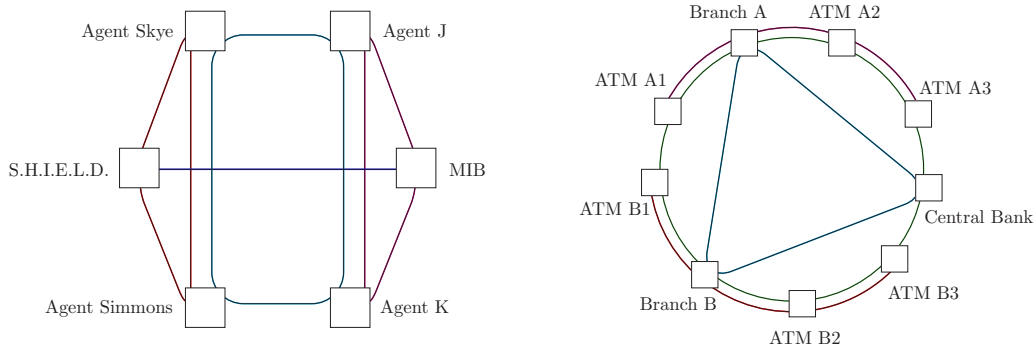 Agent Skye
Agent J
S.H.I.E.L.D.
MIB
Agent Simmons
Agent K
Branch A
ATM A2
ATM A1
ATM A3
ATM B1
Central Bank
Branch B
ATM B3
ATM B2